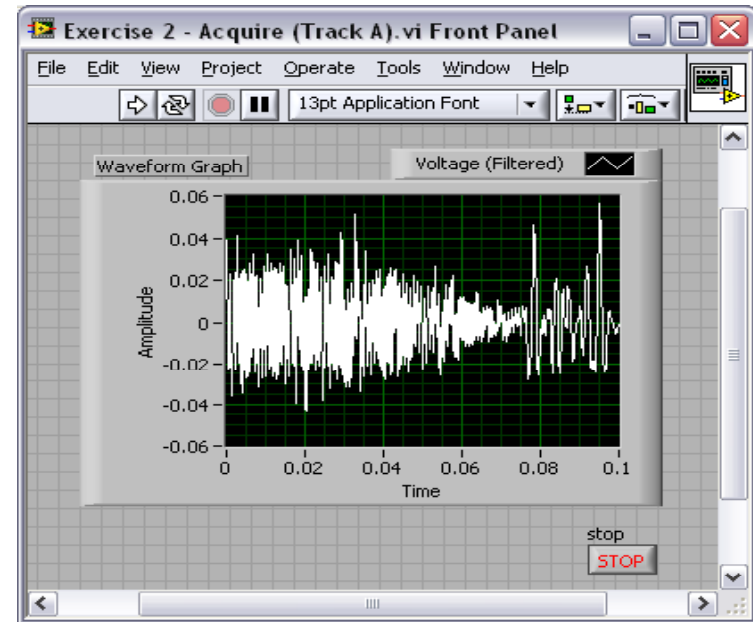 Exercise 2 - Acquire (Track A).vi Front Panel
File Edit View Project Operate Tools Window Help
13pt Application Font
Waveform Graph
Voltage (Filtered)
0.06
0.04
0.02
0
-0.02
-0.04
-0.06
Amplitude
0 0.02 0.04 0.06 0.08 0.1
Time
stop
STOP